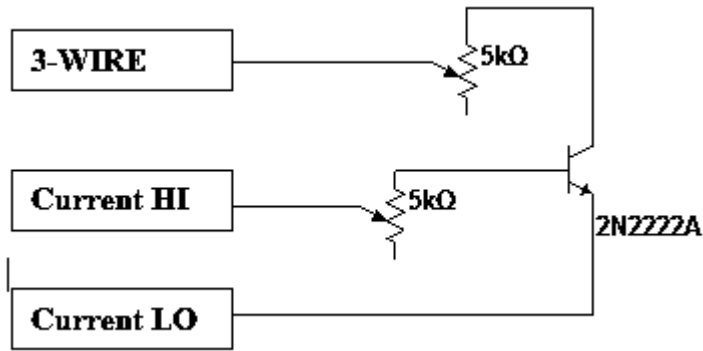 3-WIRE
5kΩ
Current HI
5kΩ
2N2222A
Current LO